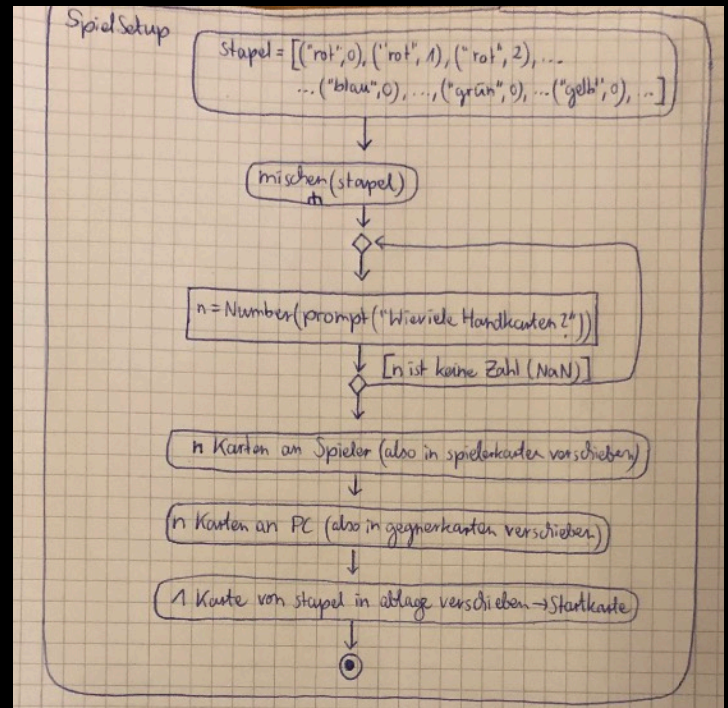 SpielSetup
stapel = [("rot",0), ("rot", 1), ("rot", 2), ...
... ("blau",0), ..., ("grün", 0), ... ("gelb", 0), ...]
mischen(stapel)
n = Number(prompt("Wieviele Handkarten?"))
[n ist keine Zahl (NaN)]
n Karten an Spieler (also in spielerkarten verschieben)
n Karten an PC (also in gegnerkarten verschieben)
1 Karte von stapel in ablage verschieben → Startkarte